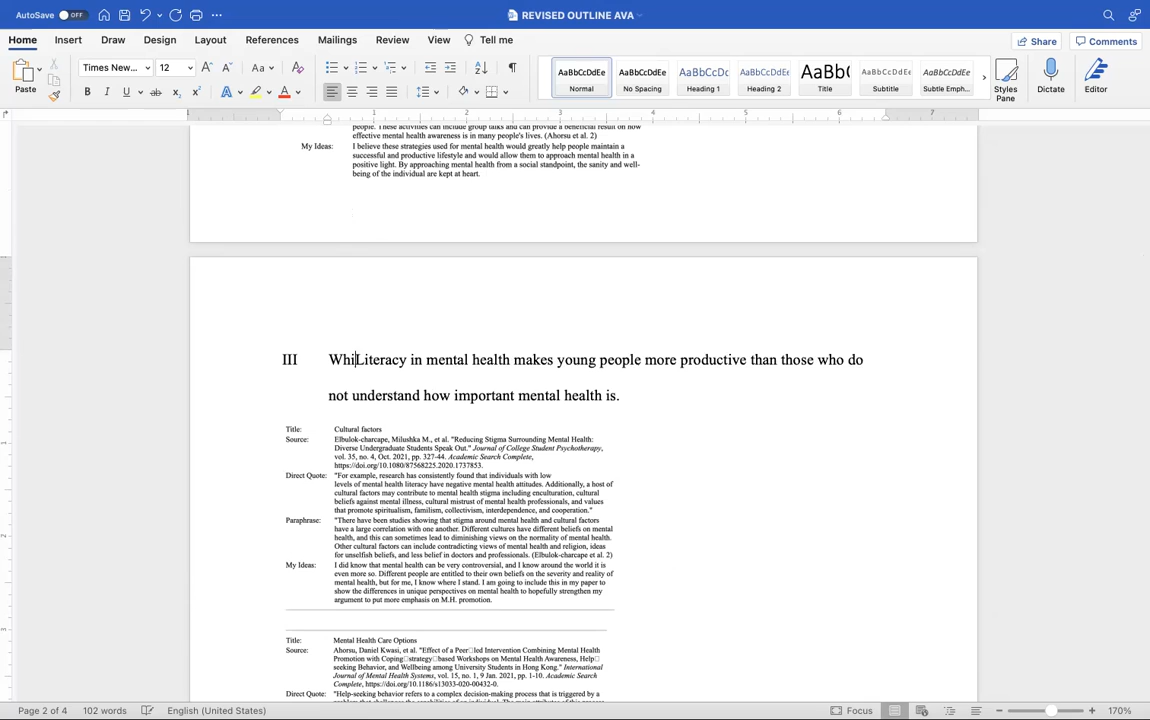 AutoSave OFF REVISED OUTLINE AVA
Home Insert Draw Design Layout References Mailings Review View Tell me Share Comments
Paste Times New... 12 A A Aa A AaBbCcDdEe AaBbCcDdEe AaBbCcDc AaBbCcDdEe AaBb( AaBbCcDdEe AaBbCcDdEe
B I U ab x2 x2 A A Normal No Spacing Heading 1 Heading 2 Title Subtitle Subtle Emph... Styles Pane Dictate Editor
1 1 2 3 4 5 6 7
people. These activities can include group talks and can provide a beneficial result on how
effective mental health awareness is in many people's lives. (Ahorsu et al. 2)
My Ideas: I believe these strategies used for mental health would greatly help people maintain a
successful and productive lifestyle and would allow them to approach mental health in a
positive light. By approaching mental health from a social standpoint, the sanity and well-
being of the individual are kept at heart.
III WhiLiteracy in mental health makes young people more productive than those who do
not understand how important mental health is.
Title: Cultural factors
Source: Elbulok-charcape, Milushka M., et al. "Reducing Stigma Surrounding Mental Health:
Diverse Undergraduate Students Speak Out." Journal of College Student Psychotherapy,
vol. 35, no. 4, Oct. 2021, pp. 327-44. Academic Search Complete,
https://doi.org/10.1080/87568225.2020.1737853.
Direct Quote: "For example, research has consistently found that individuals with low
levels of mental health literacy have negative mental health attitudes. Additionally, a host of
cultural factors may contribute to mental health stigma including enculturation, cultural
beliefs against mental illness, cultural mistrust of mental health professionals, and values
that promote spiritualism, familism, collectivism, interdependence, and cooperation."
Paraphrase: "There have been studies showing that stigma around mental health and cultural factors
have a large correlation with one another. Different cultures have different beliefs on mental
health, and this can sometimes lead to diminishing views on the normality of mental health.
Other cultural factors can include contradicting views of mental health and religion, ideas
for unselfish beliefs, and less belief in doctors and professionals. (Elbulok-charcape et al. 2)
My Ideas: I did know that mental health can be very controversial, and I know around the world it is
even more so. Different people are entitled to their own beliefs on the severity and reality of
mental health, but for me, I know where I stand. I am going to include this in my paper to
show the differences in unique perspectives on mental health to hopefully strengthen my
argument to put more emphasis on M.H. promotion.
Title: Mental Health Care Options
Source: Ahorsu, Daniel Kwasi, et al. "Effect of a Peer□led Intervention Combining Mental Health
Promotion with Coping□strategy□based Workshops on Mental Health Awareness, Help□
seeking Behavior, and Wellbeing among University Students in Hong Kong." International
Journal of Mental Health Systems, vol. 15, no. 1, 9 Jan. 2021, pp. 1-10. Academic Search
Complete, https://doi.org/10.1186/s13033-020-00432-0.
Direct Quote: "Help-seeking behavior refers to a complex decision-making process that is triggered by a
Page 2 of 4 102 words English (United States) Focus 170%